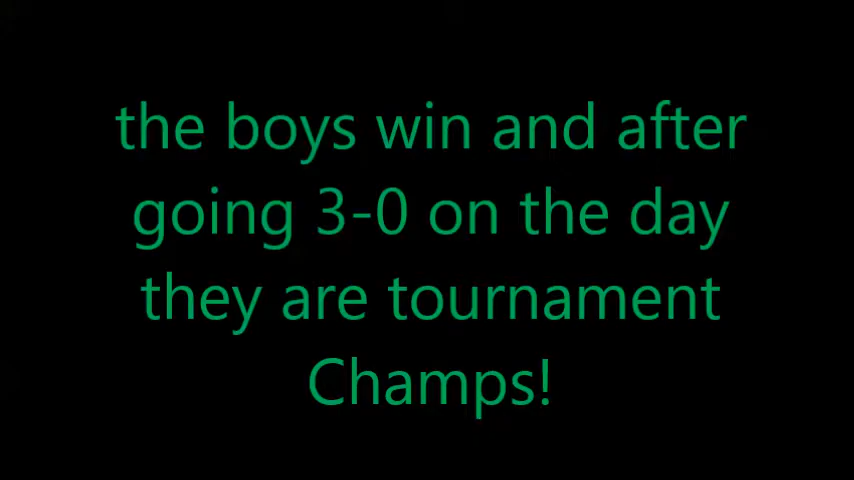 the boys win and after
going 3-0 on the day
they are tournament
Champs!